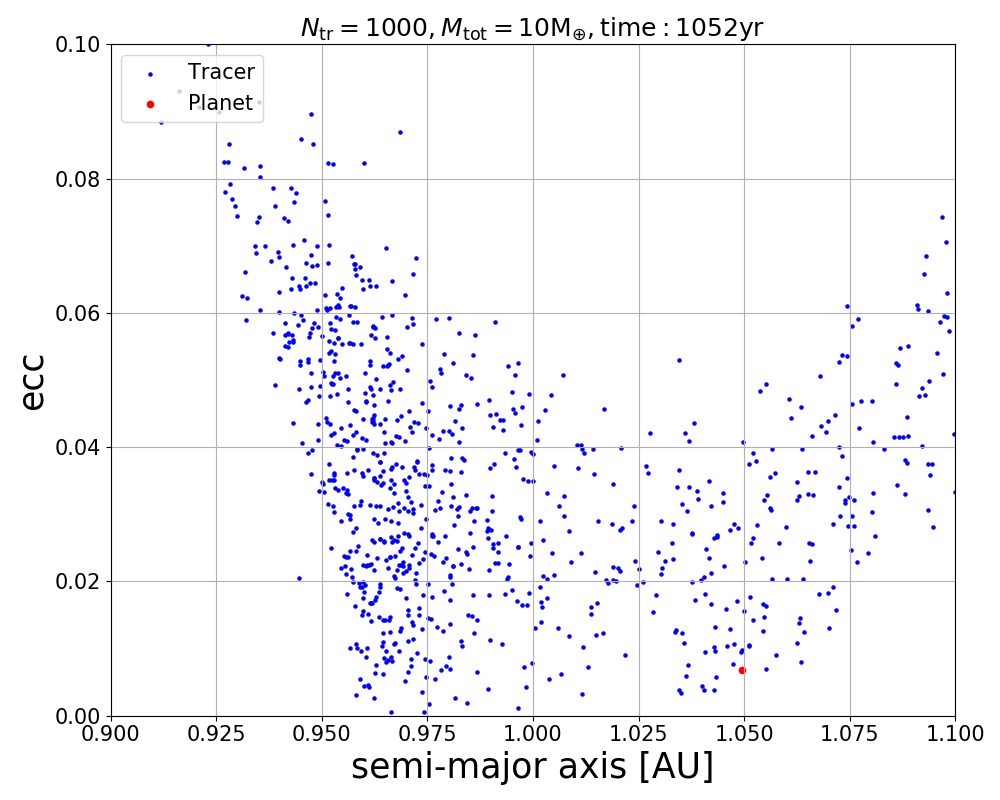 N_tr = 1000, M_tot = 10M_⊕, time : 1052yr
0.10
0.08
0.06
0.04
0.02
0.00
ecc
Tracer
Planet
0.900 0.925 0.950 0.975 1.000 1.025 1.050 1.075 1.100
semi-major axis [AU]